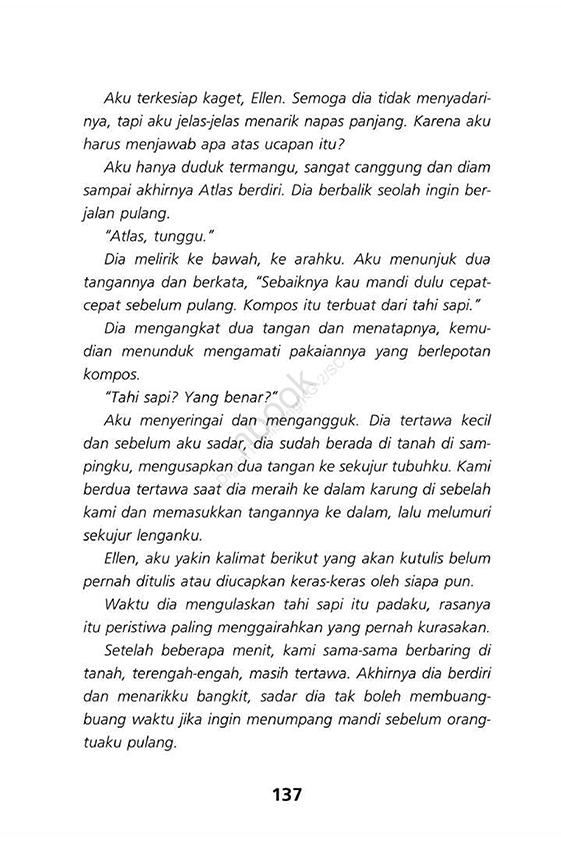 Aku terkesiap kaget, Ellen. Semoga dia tidak menyadari-
nya, tapi aku jelas-jelas menarik napas panjang. Karena aku
harus menjawab apa atas ucapan itu?
Aku hanya duduk termangu, sangat canggung dan diam
sampai akhirnya Atlas berdiri. Dia berbalik seolah ingin ber-
jalan pulang.
“Atlas, tunggu.”
Dia melirik ke bawah, ke arahku. Aku menunjuk dua
tangannya dan berkata, “Sebaiknya kau mandi dulu cepat-
cepat sebelum pulang. Kompos itu terbuat dari tahi sapi.”
Dia mengangkat dua tangan dan menatapnya, kemu-
dian menunduk mengamati pakaiannya yang berlepotan
kompos.
“Tahi sapi? Yang benar?”
Aku menyeringai dan mengangguk. Dia tertawa kecil
dan sebelum aku sadar, dia sudah berada di tanah di sam-
pingku, mengusapkan dua tangan ke sekujur tubuhku. Kami
berdua tertawa saat dia meraih ke dalam karung di sebelah
kami dan memasukkan tangannya ke dalam, lalu melumuri
sekujur lenganku.
Ellen, aku yakin kalimat berikut yang akan kutulis belum
pernah ditulis atau diucapkan keras-keras oleh siapa pun.
Waktu dia mengulaskan tahi sapi itu padaku, rasanya
itu peristiwa paling menggairahkan yang pernah kurasakan.
Setelah beberapa menit, kami sama-sama berbaring di
tanah, terengah-engah, masih tertawa. Akhirnya dia berdiri
dan menarikku bangkit, sadar dia tak boleh membuang-
buang waktu jika ingin menumpang mandi sebelum orang-
tuaku pulang.
137